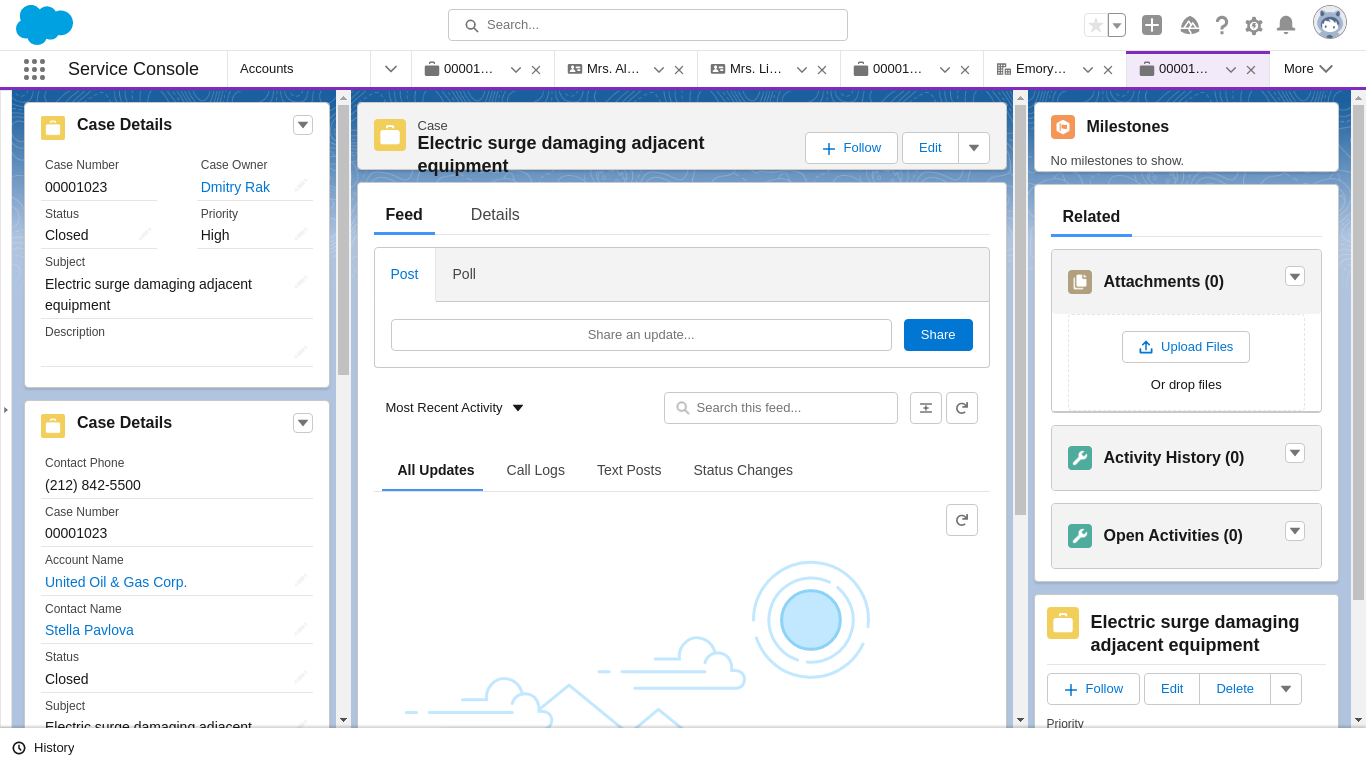 Search...
Service Console
Accounts
00001...
Mrs. Al...
Mrs. Li...
00001...
Emory...
00001...
More
Case Details
Case Number
Case Owner
00001023
Dmitry Rak
Status
Priority
Closed
High
Subject
Electric surge damaging adjacent
equipment
Description
Case Details
Contact Phone
(212) 842-5500
Case Number
00001023
Account Name
United Oil & Gas Corp.
Contact Name
Stella Pavlova
Status
Closed
Subject
Electric surge damaging adjacent
Case
Electric surge damaging adjacent
equipment
Follow
Edit
Feed
Details
Post
Poll
Share an update...
Share
Most Recent Activity
Search this feed...
All Updates
Call Logs
Text Posts
Status Changes
Milestones
No milestones to show.
Related
Attachments (0)
Upload Files
Or drop files
Activity History (0)
Open Activities (0)
Electric surge damaging
adjacent equipment
Follow
Edit
Delete
Priority
History